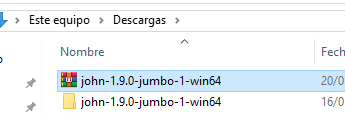 Este equipo > Descargas
Nombre Fech
john-1.9.0-jumbo-1-win64 20/0
john-1.9.0-jumbo-1-win64 16/0